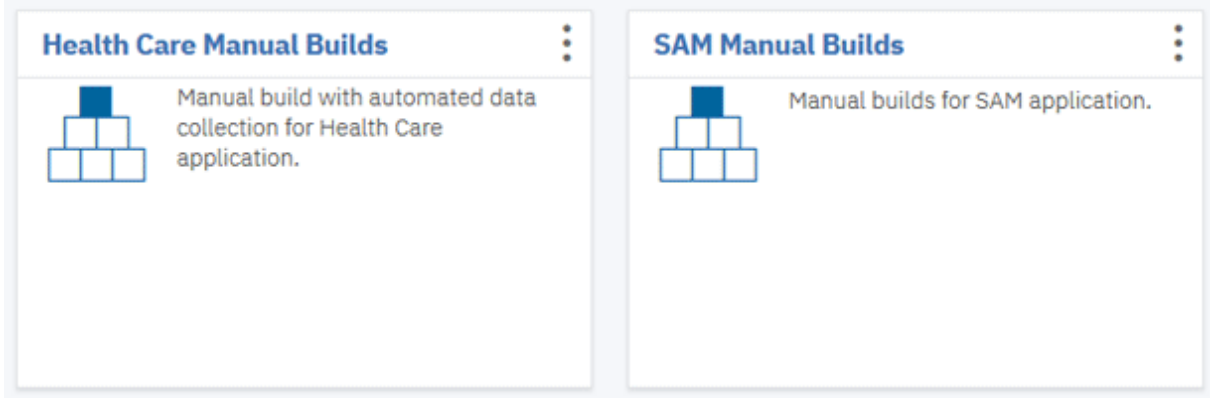 Health Care Manual Builds
Manual build with automated data
collection for Health Care
application.
SAM Manual Builds
Manual builds for SAM application.